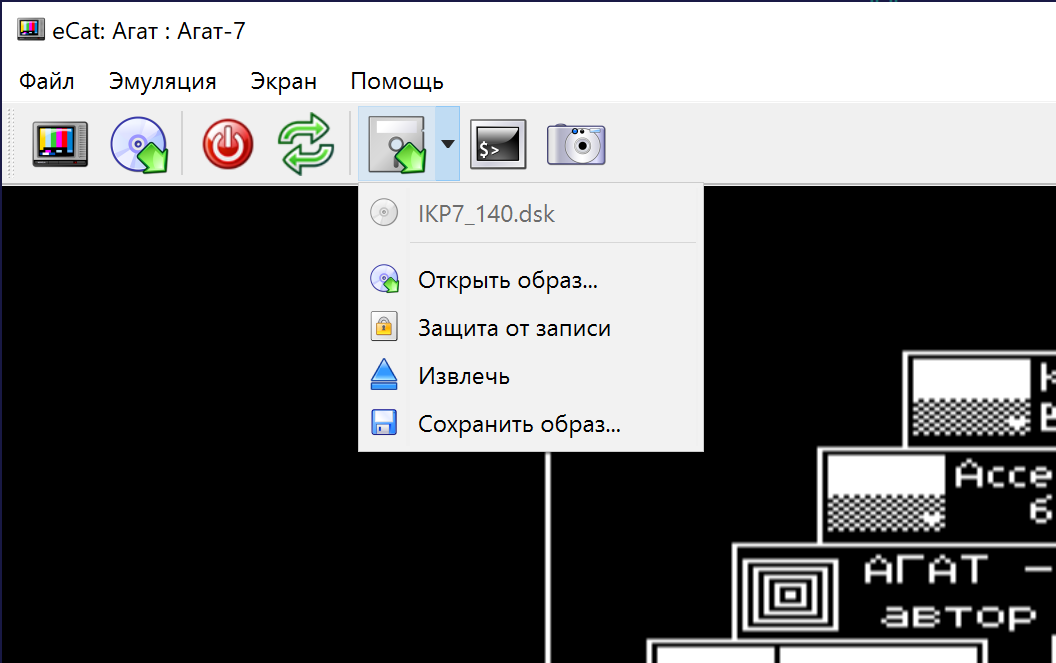 eCat: Агат : Агат-7
Файл Эмуляция Экран Помощь
$>
IKP7_140.dsk
Открыть образ...
Защита от записи
Извлечь
Сохранить образ...
Ассе
6
АГАТ –
автор